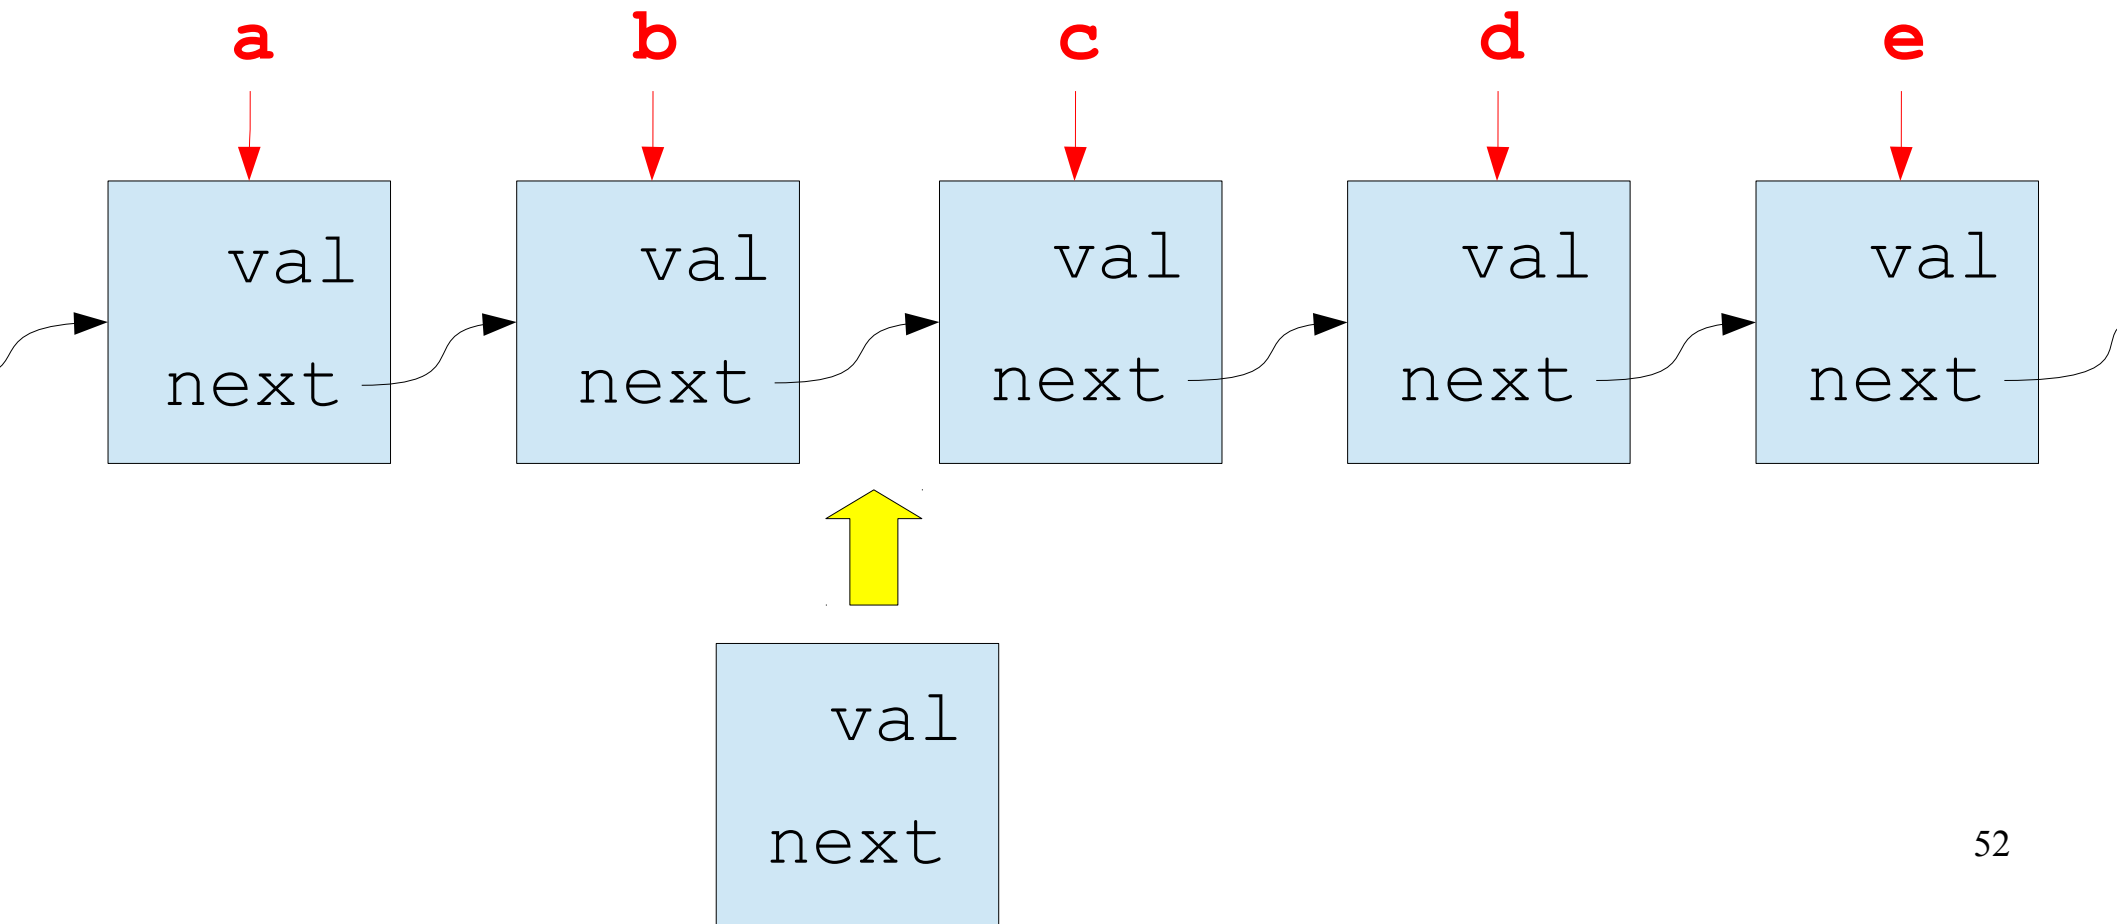 a b c d e
val val val val val
next next next next next
val
next
52